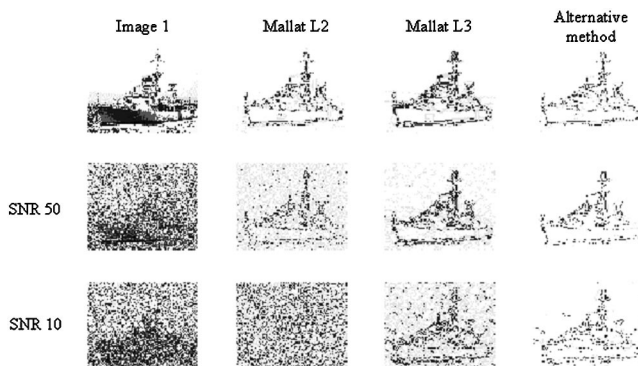 Image 1
Mallat L2
Mallat L3
Alternative
method
SNR 50
SNR 10